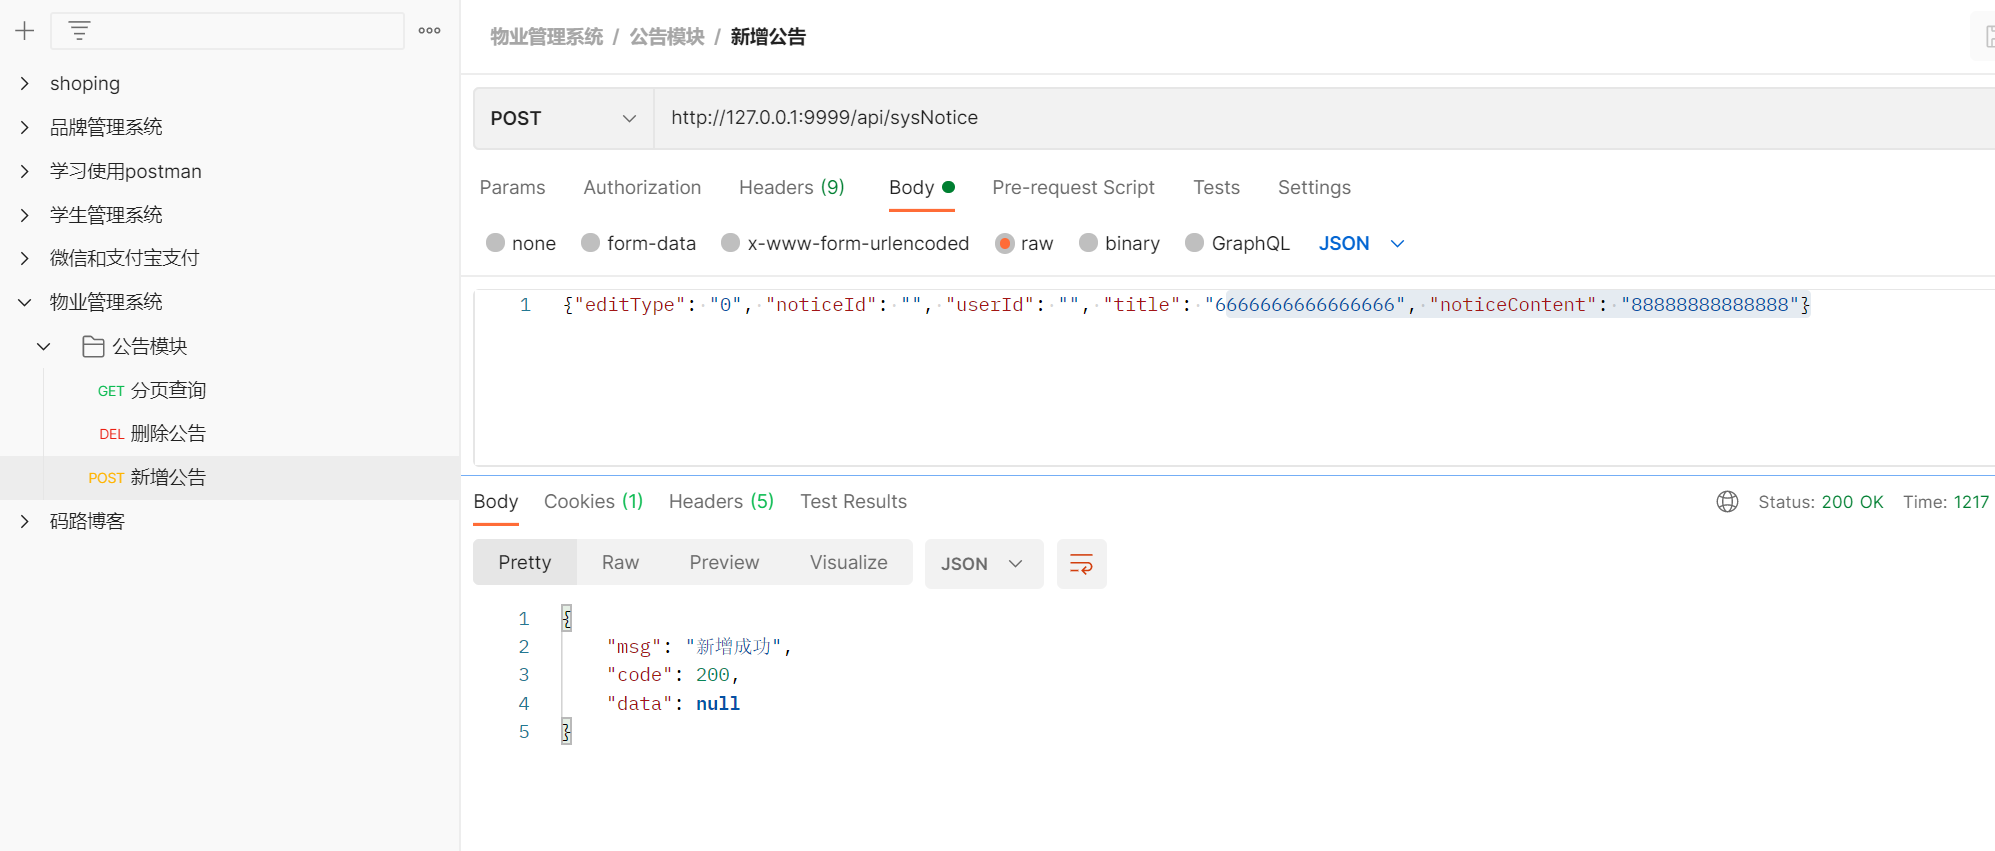 shoping
品牌管理系统
学习使用postman
学生管理系统
微信和支付宝支付
物业管理系统
公告模块
GET 分页查询
DEL 删除公告
POST 新增公告
码路博客
物业管理系统 / 公告模块 / 新增公告
POST http://127.0.0.1:9999/api/sysNotice
Params Authorization Headers (9) Body Pre-request Script Tests Settings
none form-data x-www-form-urlencoded raw binary GraphQL JSON
1 {"editType": "0", "noticeId": "", "userId": "", "title": "6666666666666666", "noticeContent": "88888888888888"}
Body Cookies (1) Headers (5) Test Results Status: 200 OK Time: 1217
Pretty Raw Preview Visualize JSON
1 {
2 "msg": "新增成功",
3 "code": 200,
4 "data": null
5 }